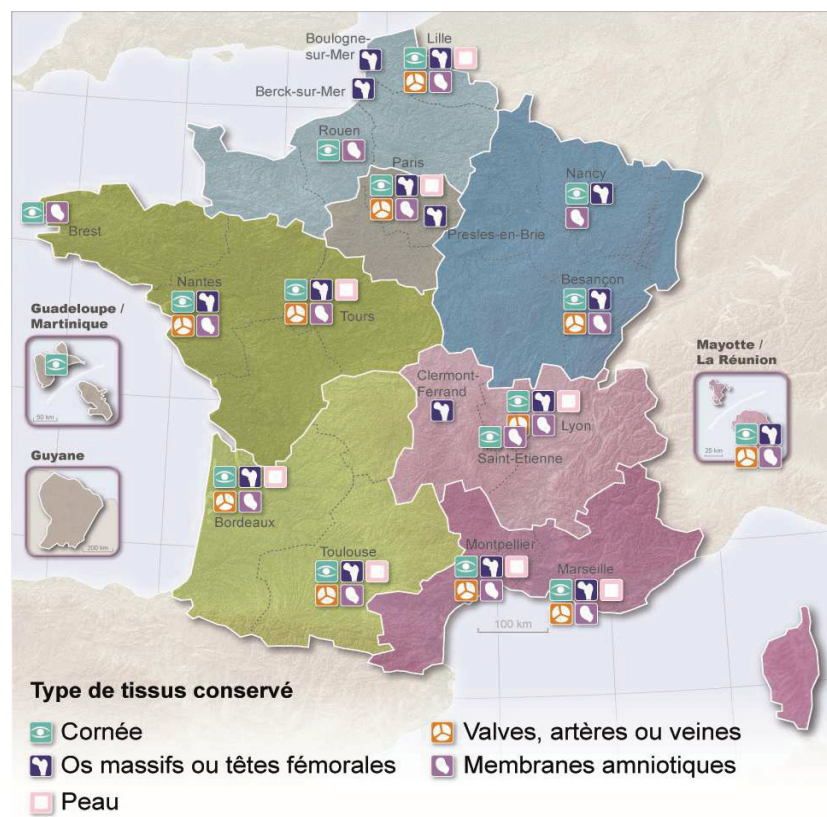 Boulogne-
sur-Mer
Lille
Berck-sur-Mer
Rouen
Paris
Nancy
Presles-en-Brie
Brest
Besançon
Nantes
Tours
Guadeloupe /
Martinique
50 km
Mayotte /
La Réunion
25 km
Clermont-
Ferrand
Lyon
Saint-Etienne
Guyane
200 km
Bordeaux
Toulouse
Montpellier
Marseille
100 km
Type de tissus conservé
Cornée
Os massifs ou têtes fémorales
Peau
Valves, artères ou veines
Membranes amniotiques